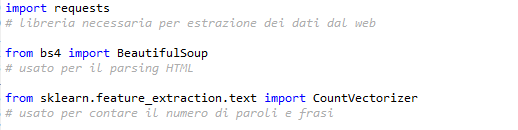 import requests
# libreria necessaria per estrazione dei dati dal web
from bs4 import BeautifulSoup
# usato per il parsing HTML
from sklearn.feature_extraction.text import CountVectorizer
# usato per contare il numero di paroli e frasi